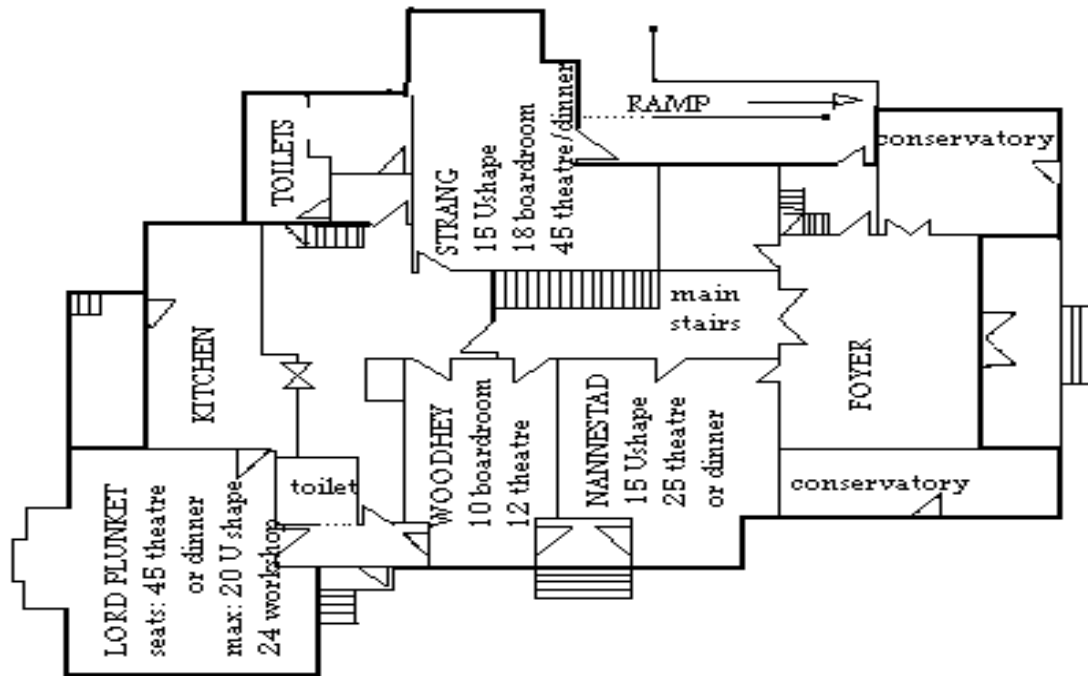 RAMP
conservatory
TOILETS
STRANG
15 Ushape
18 boardroom
45 theatre/dinner
main
stairs
KITCHEN
FOYER
WOODHEY
10 boardroom
12 theatre
NANNESTAD
15 Ushape
25 theatre
or dinner
toilet
conservatory
LORD PLUNKET
seats: 45 theatre
or dinner
max: 20 U shape
24 workshop